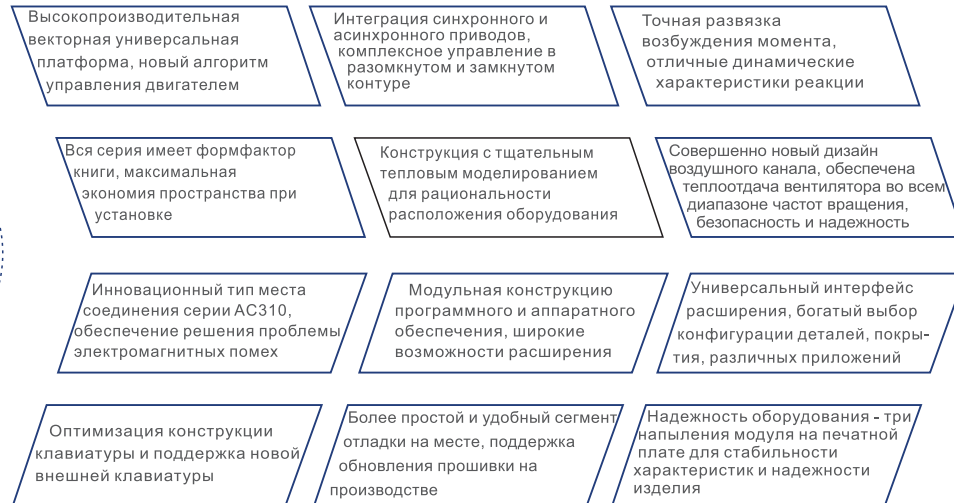 Высокопроизводительная
векторная универсальная
платформа, новый алгоритм
управления двигателем
Интеграция синхронного и
асинхронного приводов,
комплексное управление в
разомкнутом и замкнутом
контуре
Точная развязка
возбуждения момента,
отличные динамические
характеристики реакции
Вся серия имеет формфактор
книги, максимальная
экономия пространства при
установке
Конструкция с тщательным
тепловым моделированием
для рациональности
расположения оборудования
Совершенно новый дизайн
воздушного канала, обеспечена
теплоотдача вентилятора во всем
диапазоне частот вращения,
безопасность и надежность
Инновационный тип места
соединения серии AC310,
обеспечение решения проблемы
электромагнитных помех
Модульная конструкцию
программного и аппаратного
обеспечения, широкие
возможности расширения
Универсальный интерфейс
расширения, богатый выбор
конфигурации деталей, покры-
тия, различных приложений
Оптимизация конструкции
клавиатуры и поддержка новой
внешней клавиатуры
Более простой и удобный сегмент
отладки на месте, поддержка
обновления прошивки на
производстве
Надежность оборудования - три
напыления модуля на печатной
плате для стабильности
характеристик и надежности
изделия